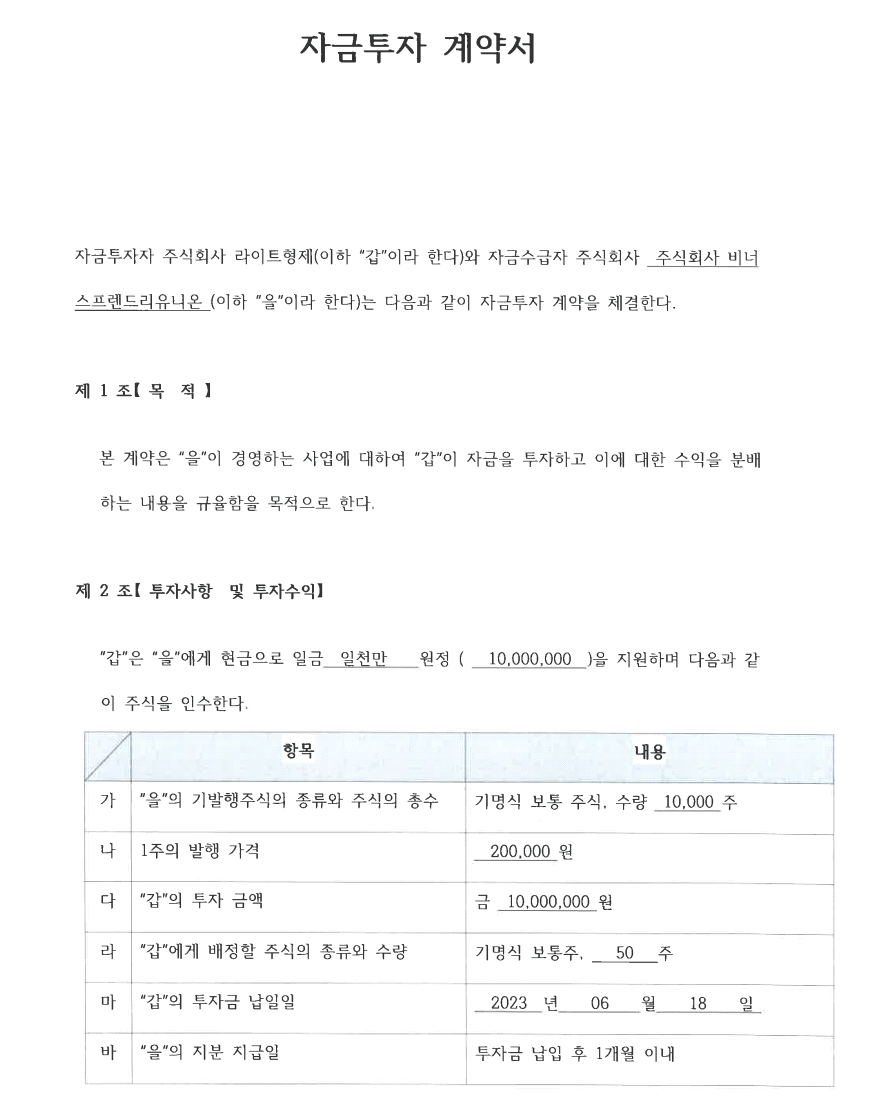 자금투자 계약서
자금투자자 주식회사 라이트형제(이하 "갑"이라 한다)와 자금수급자 주식회사 주식회사 비너
스프렌드리유니온 (이하 "을"이라 한다)는 다음과 같이 자금투자 계약을 체결한다.
제 1 조【 목 적 】
본 계약은 "을"이 경영하는 사업에 대하여 "갑"이 자금을 투자하고 이에 대한 수익을 분배
하는 내용을 규율함을 목적으로 한다.
제 2 조【 투자사항 및 투자수익】
"갑"은 "을"에게 현금으로 일금 일천만 원정 ( 10,000,000 )을 지원하며 다음과 같
이 주식을 인수한다.
항목 내용
가 "을"의 기발행주식의 종류와 주식의 총수 기명식 보통 주식, 수량 10,000 주
나 1주의 발행 가격 200,000 원
다 "갑"의 투자 금액 금 10,000,000 원
라 "갑"에게 배정할 주식의 종류와 수량 기명식 보통주, 50 주
마 "갑"의 투자금 납일일 2023 년 06 월 18 일
바 "을"의 지분 지급일 투자금 납입 후 1개월 이내